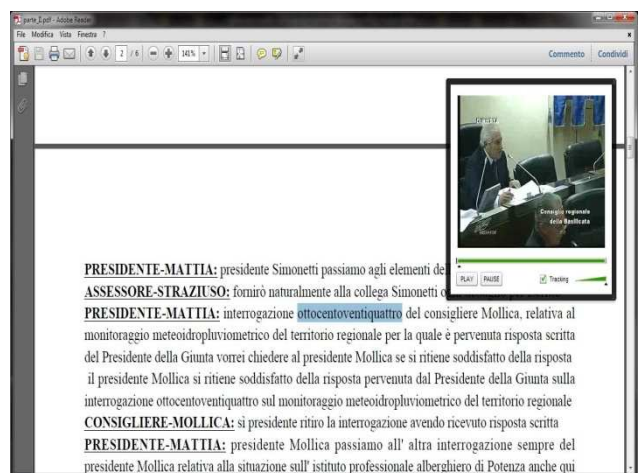 parte_I.pdf - Adobe Reader
File Modifica Vista Finestra ?
2 / 6 141% Commento Condividi
Consiglio regionale
della Basilicata
PLAY PAUSE Tracking
PRESIDENTE-MATTIA: presidente Simonetti passiamo agli elementi
ASSESSORE-STRAZIUSO: fornirò naturalmente alla collega Simonetti
PRESIDENTE-MATTIA: interrogazione ottocentoventiquattro del consigliere Mollica, relativa al
monitoraggio meteoidropluviometrico del territorio regionale per la quale è pervenuta risposta scritta
del Presidente della Giunta vorrei chiedere al presidente Mollica se si ritiene soddisfatto della risposta
il presidente Mollica si ritiene soddisfatto della risposta pervenuta dal Presidente della Giunta sulla
interrogazione ottocentoventiquattro sul monitoraggio meteoidropluviometrico del territorio regionale
CONSIGLIERE-MOLLICA: sì presidente ritiro la interrogazione avendo ricevuto risposta scritta
PRESIDENTE-MATTIA: presidente Mollica passiamo all' altra interrogazione sempre del
presidente Mollica relativa alla situazione sull' istituto professionale alberghiero di Potenza anche qui